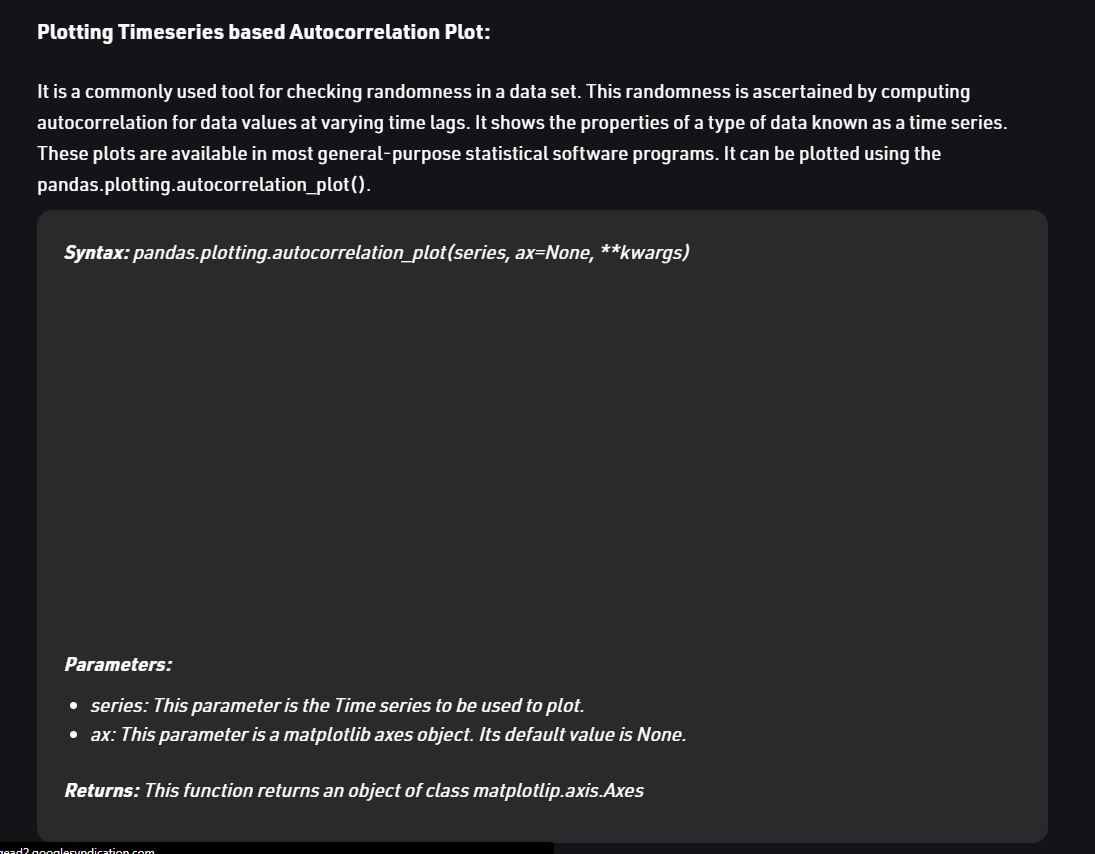 Plotting Timeseries based Autocorrelation Plot:
It is a commonly used tool for checking randomness in a data set. This randomness is ascertained by computing
autocorrelation for data values at varying time lags. It shows the properties of a type of data known as a time series.
These plots are available in most general-purpose statistical software programs. It can be plotted using the
pandas.plotting.autocorrelation_plot().
Syntax: pandas.plotting.autocorrelation_plot(series, ax=None, **kwargs)
Parameters:
• series: This parameter is the Time series to be used to plot.
• ax: This parameter is a matplotlib axes object. Its default value is None.
Returns: This function returns an object of class matplotlip.axis.Axes
gead2.googlesyndication.com